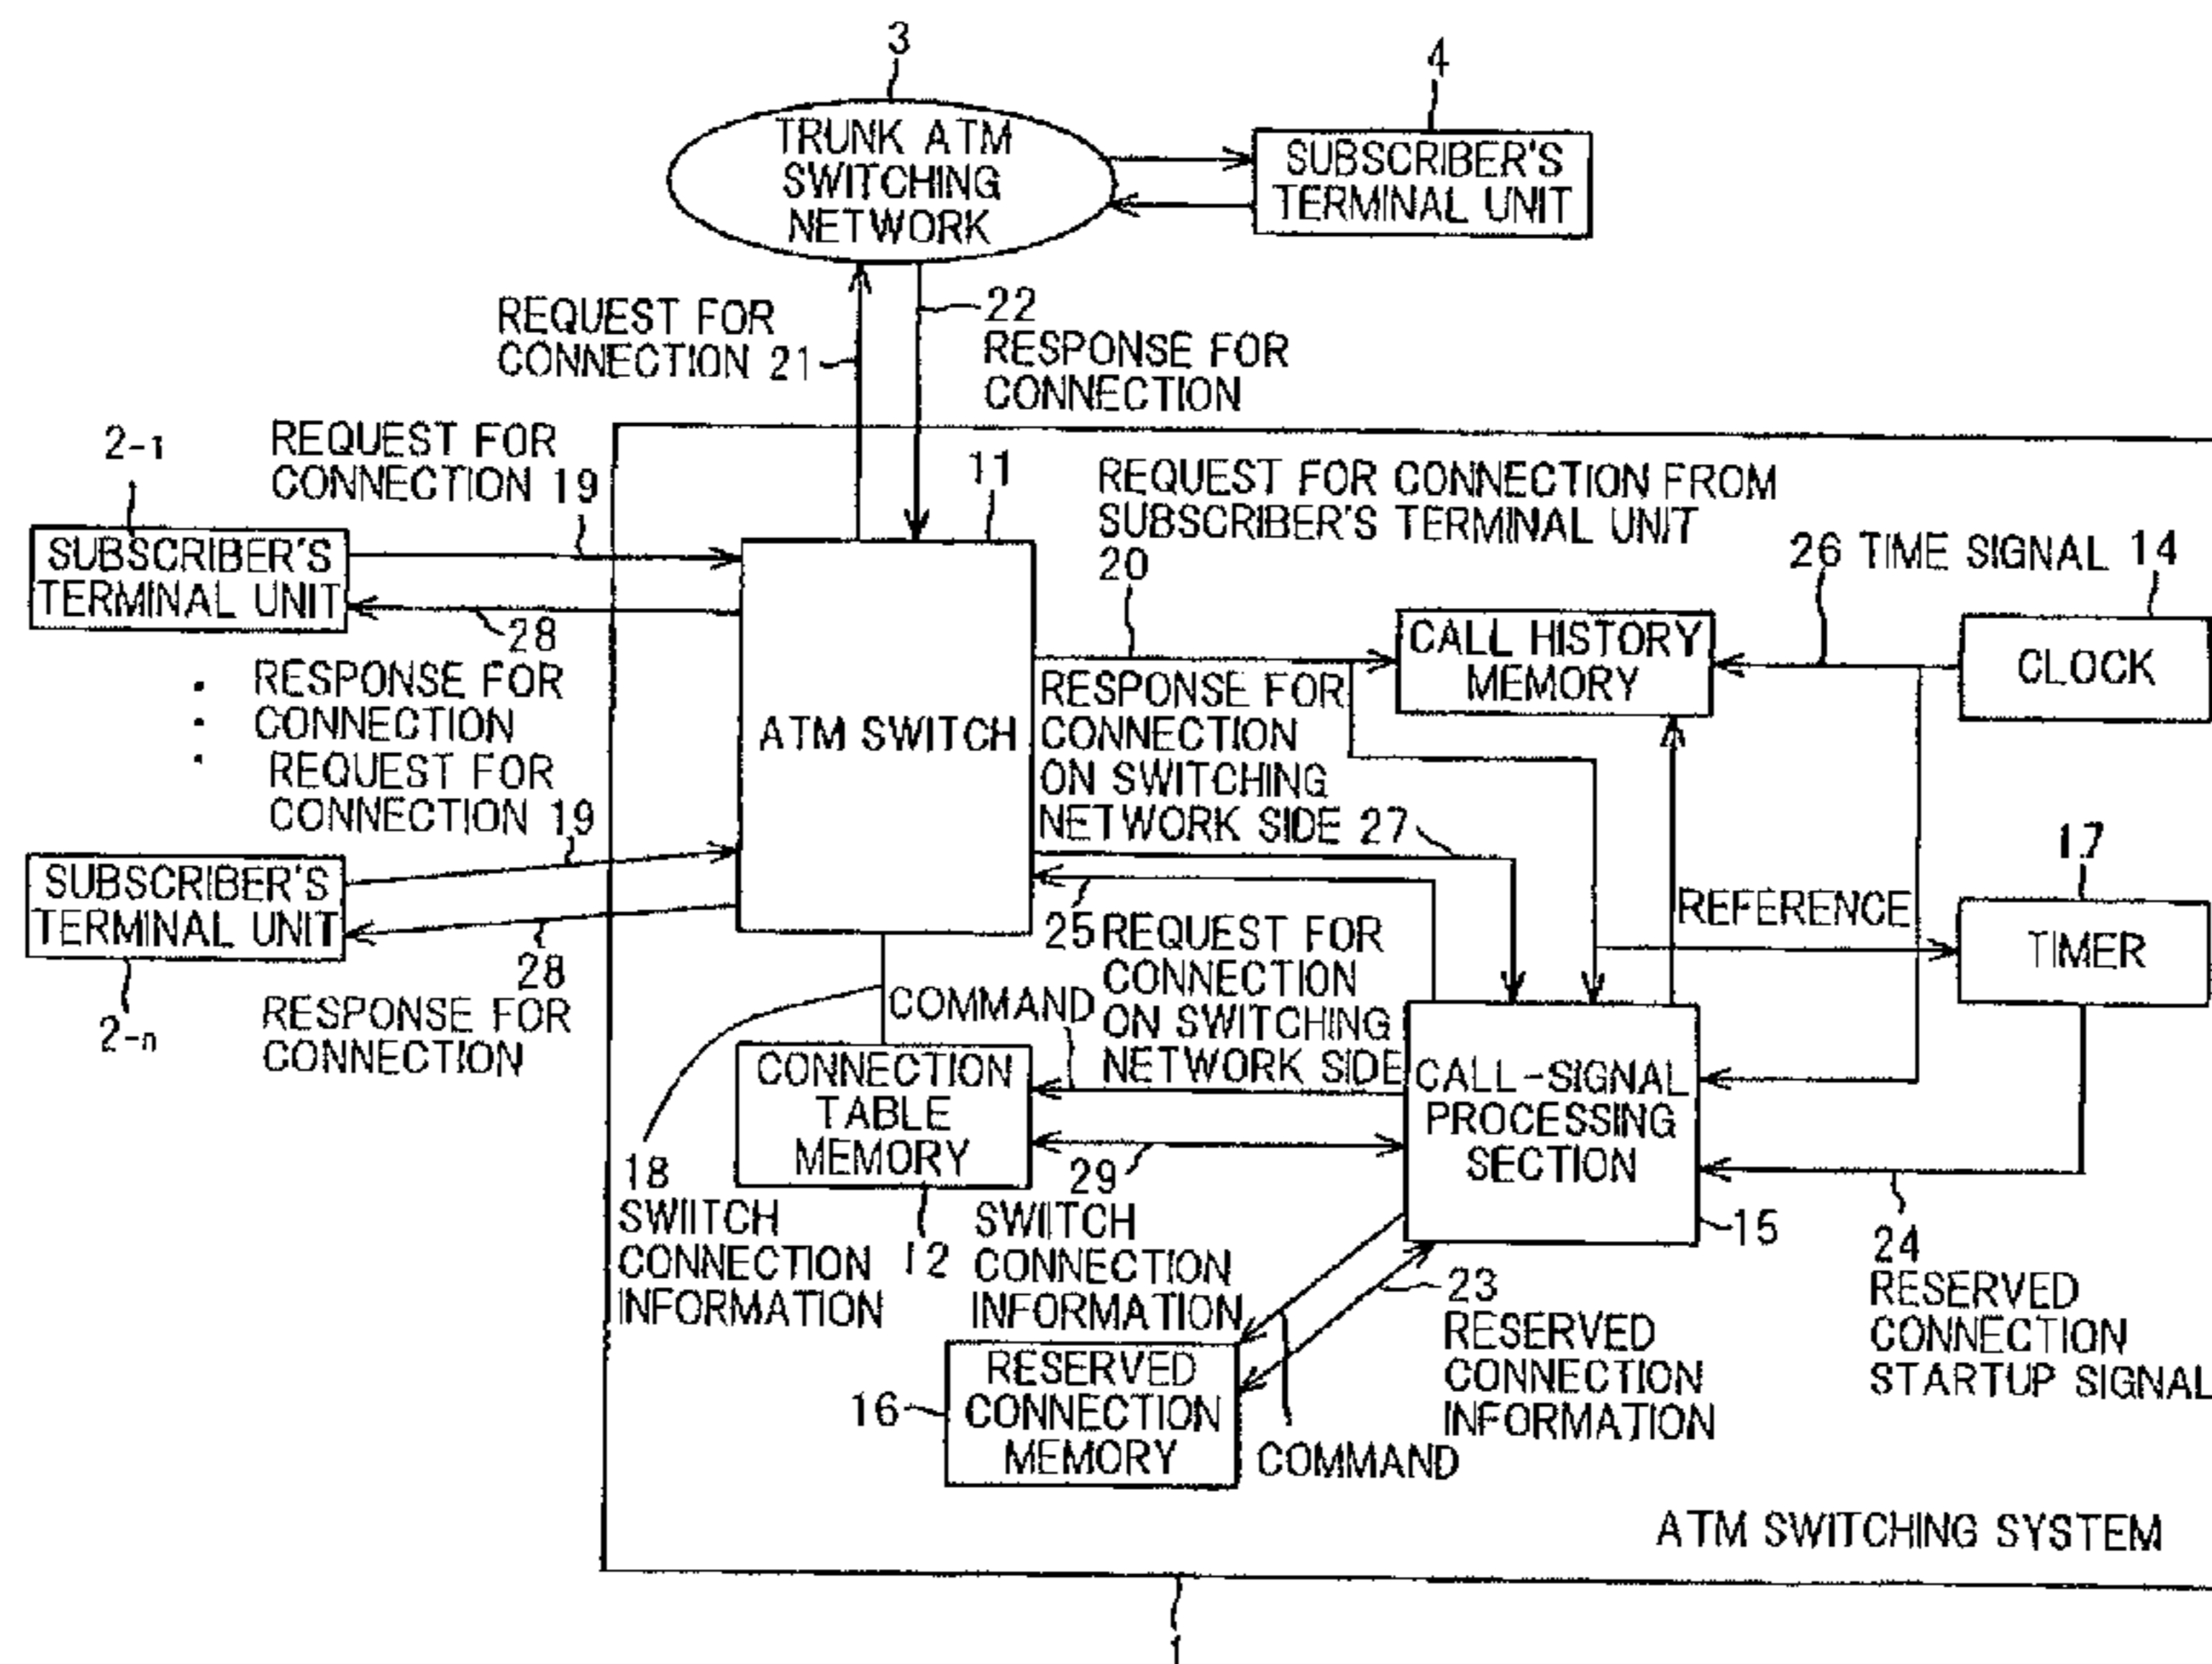 3
4
TRUNK ATM
SWITCHING
NETWORK
SUBSCRIBER'S
TERMINAL UNIT
REQUEST FOR
CONNECTION 21
22
RESPONSE FOR
CONNECTION
2-1
REQUEST FOR
CONNECTION 19
11
REQUEST FOR CONNECTION FROM
SUBSCRIBER'S TERMINAL UNIT
20
26 TIME SIGNAL 14
SUBSCRIBER'S
TERMINAL UNIT
28
RESPONSE FOR
CONNECTION
REQUEST FOR
CONNECTION 19
ATM SWITCH
CALL HISTORY
MEMORY
CLOCK
RESPONSE FOR
CONNECTION
ON SWITCHING
NETWORK SIDE 27
17
SUBSCRIBER'S
TERMINAL UNIT
REFERENCE
TIMER
2-n
28
RESPONSE FOR
CONNECTION
25 REQUEST FOR
CONNECTION
ON SWITCHING
NETWORK SIDE
COMMAND
CONNECTION
TABLE
MEMORY
CALL-SIGNAL
PROCESSING
SECTION
18
SWIITCH
CONNECTION
INFORMATION
12
29
SWITCH
CONNECTION
INFORMATION
15
24
RESERVED
CONNECTION
STARTUP SIGNAL
23
RESERVED
CONNECTION
INFORMATION
16
RESERVED
CONNECTION
MEMORY
COMMAND
ATM SWITCHING SYSTEM
1